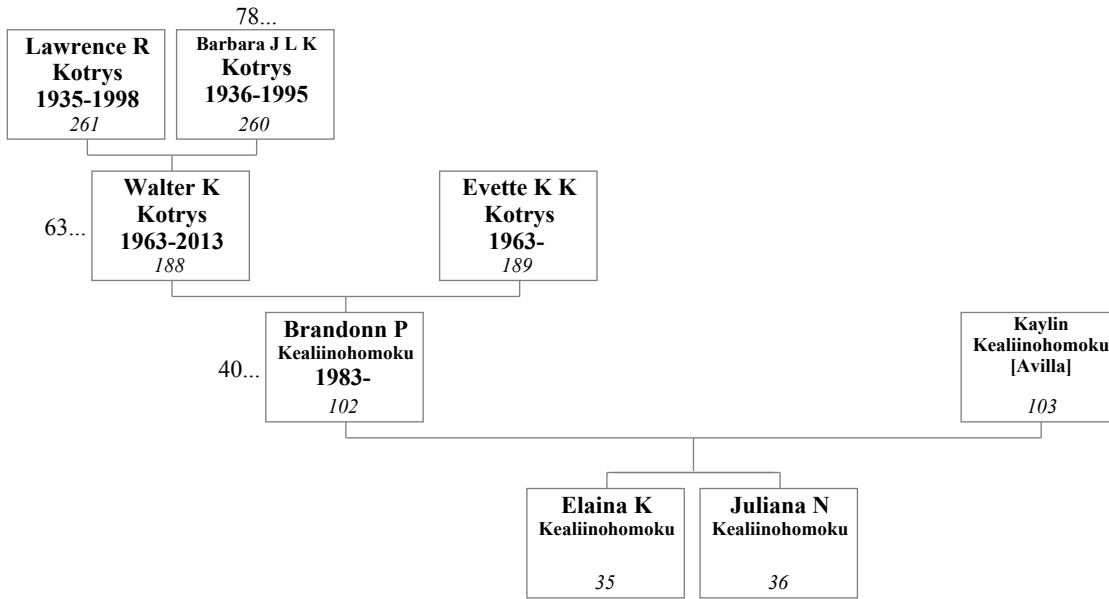 78...
Lawrence R
Kotrys
1935-1998
261
Barbara J L K
Kotrys
1936-1995
260
63...
Walter K
Kotrys
1963-2013
188
Evette K K
Kotrys
1963-
189
40...
Brandonn P
Kealiinohomoku
1983-
102
Kaylin
Kealiinohomoku
[Avilla]
103
Elaina K
Kealiinohomoku
35
Juliana N
Kealiinohomoku
36